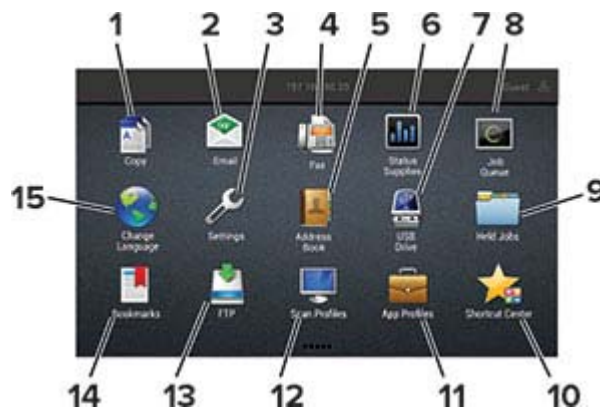 1 2 3 4 5 6 7 8
Guest
Copy Email Fax Status Job
Supplies Queue
15 9
Change Settings Address USB Held Jobs
Language Book Drive
Bookmarks FTP Scan Profiles App Profiles Shortcut Center
14 13 12 11 10